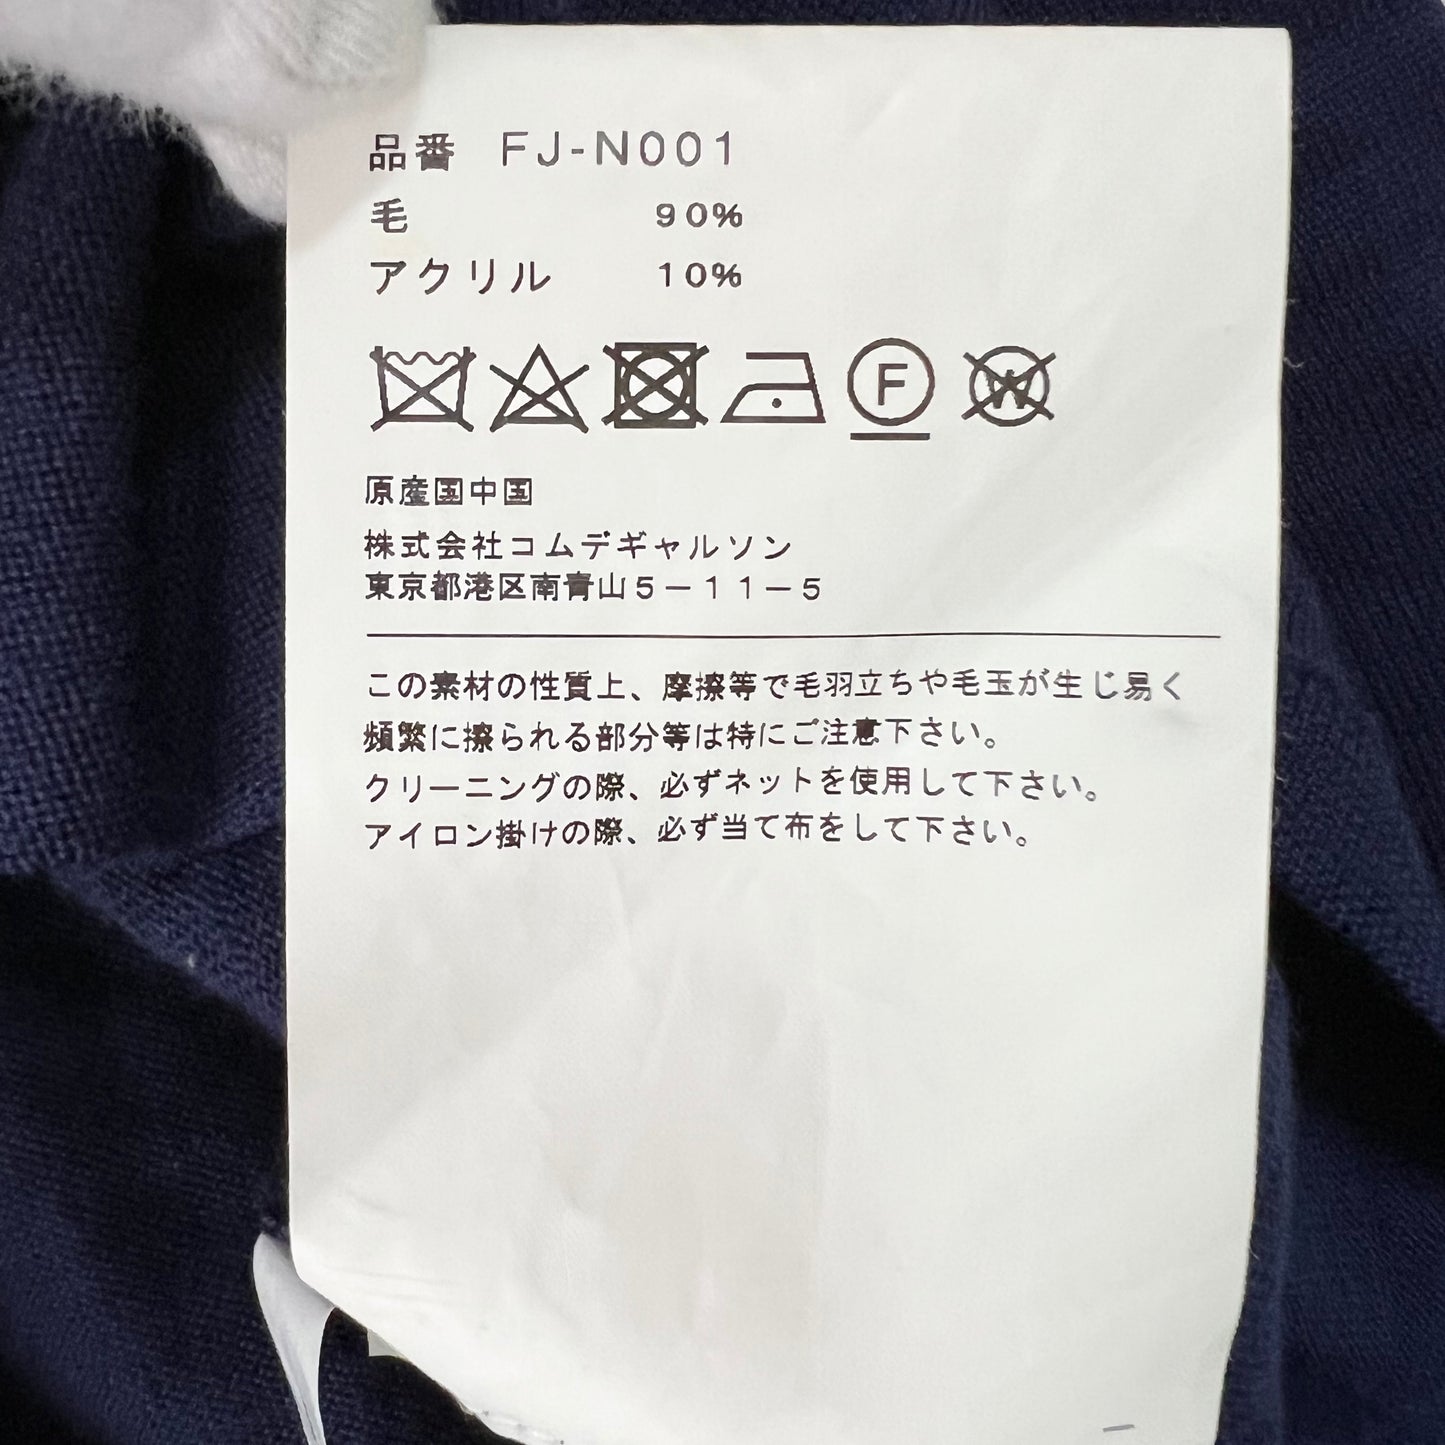 品番 FJ-N001
毛 90%
アクリル 10%
F W
原産国中国
株式会社コムデギャルソン
東京都港区南青山5-11-5
この素材の性質上、摩擦等で毛羽立ちや毛玉が生じ易く
頻繁に擦られる部分等は特にご注意下さい。
クリーニングの際、必ずネットを使用して下さい。
アイロン掛けの際、必ず当て布をして下さい。